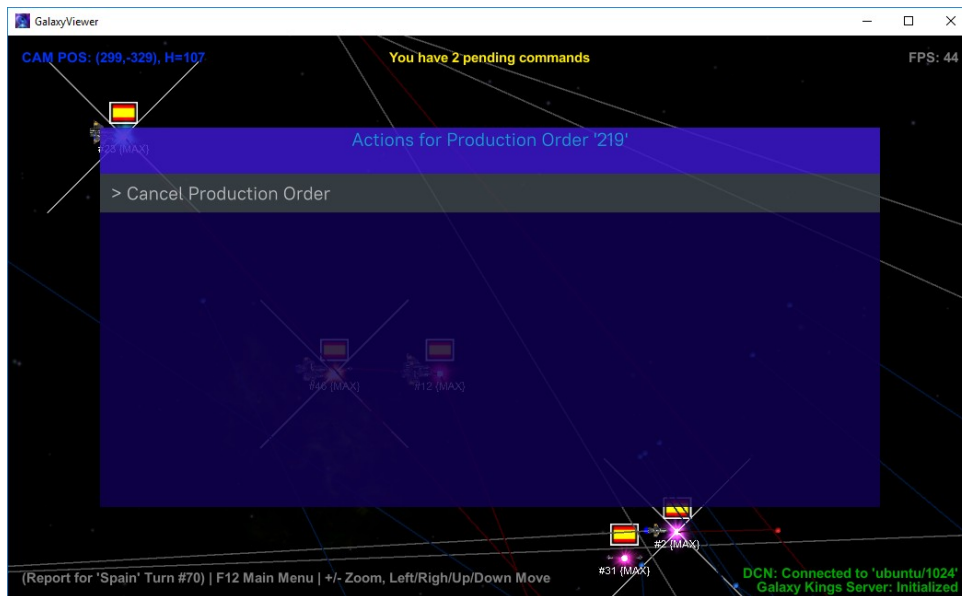 GalaxyViewer
CAM POS: (299,-329), H=107
You have 2 pending commands
FPS: 44
#23 {MAX}
Actions for Production Order '219'
> Cancel Production Order
#46 {MAX}
#12 {MAX}
#2 {MAX}
#31 {MAX}
(Report for 'Spain' Turn #70) | F12 Main Menu | +/- Zoom, Left/Righ/Up/Down Move
DCN: Connected to 'ubuntu/1024'
Galaxy Kings Server: Initialized